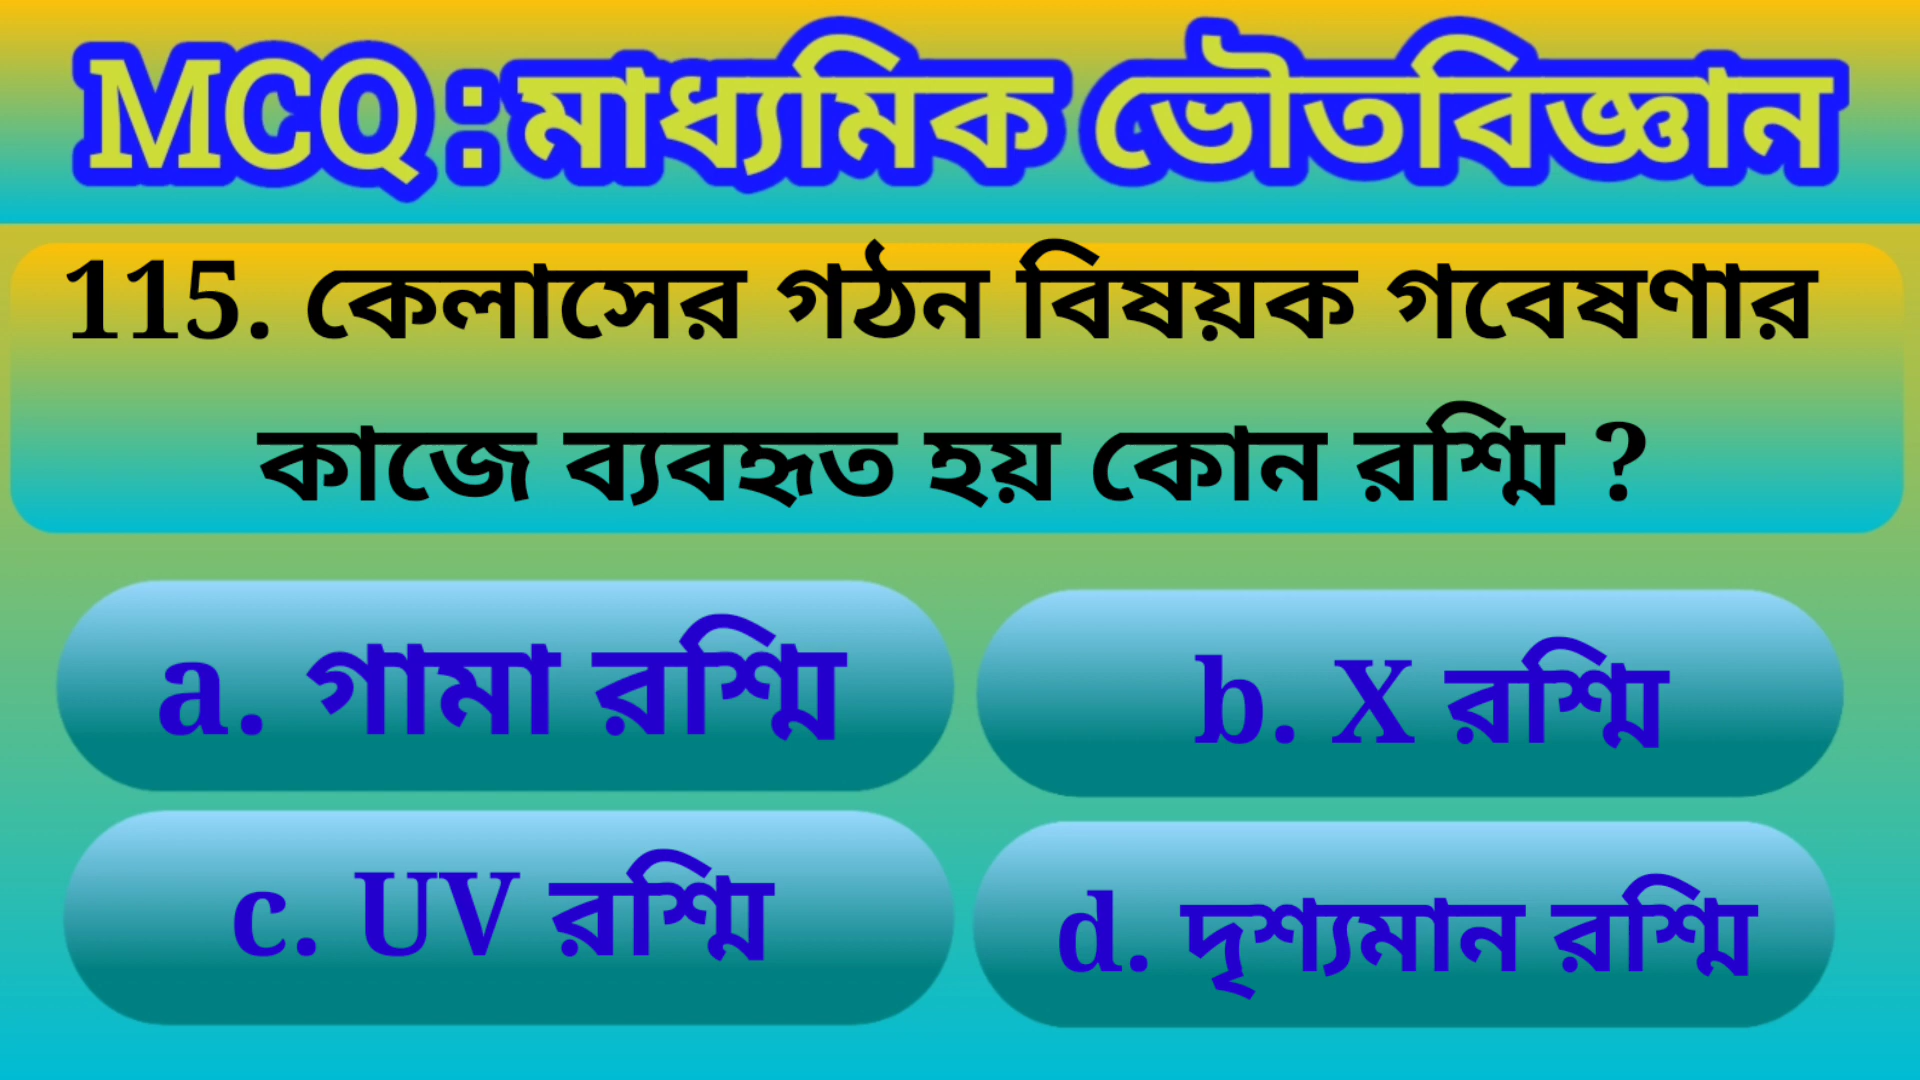 MCQ : মাধ্যমিক ভৌতবিজ্ঞান
115. কেলাসের গঠন বিষয়ক গবেষণার
কাজে ব্যবহৃত হয় কোন রশ্মি ?
a. গামা রশ্মি
b. X রশ্মি
c. UV রশ্মি
d. দৃশ্যমান রশ্মি